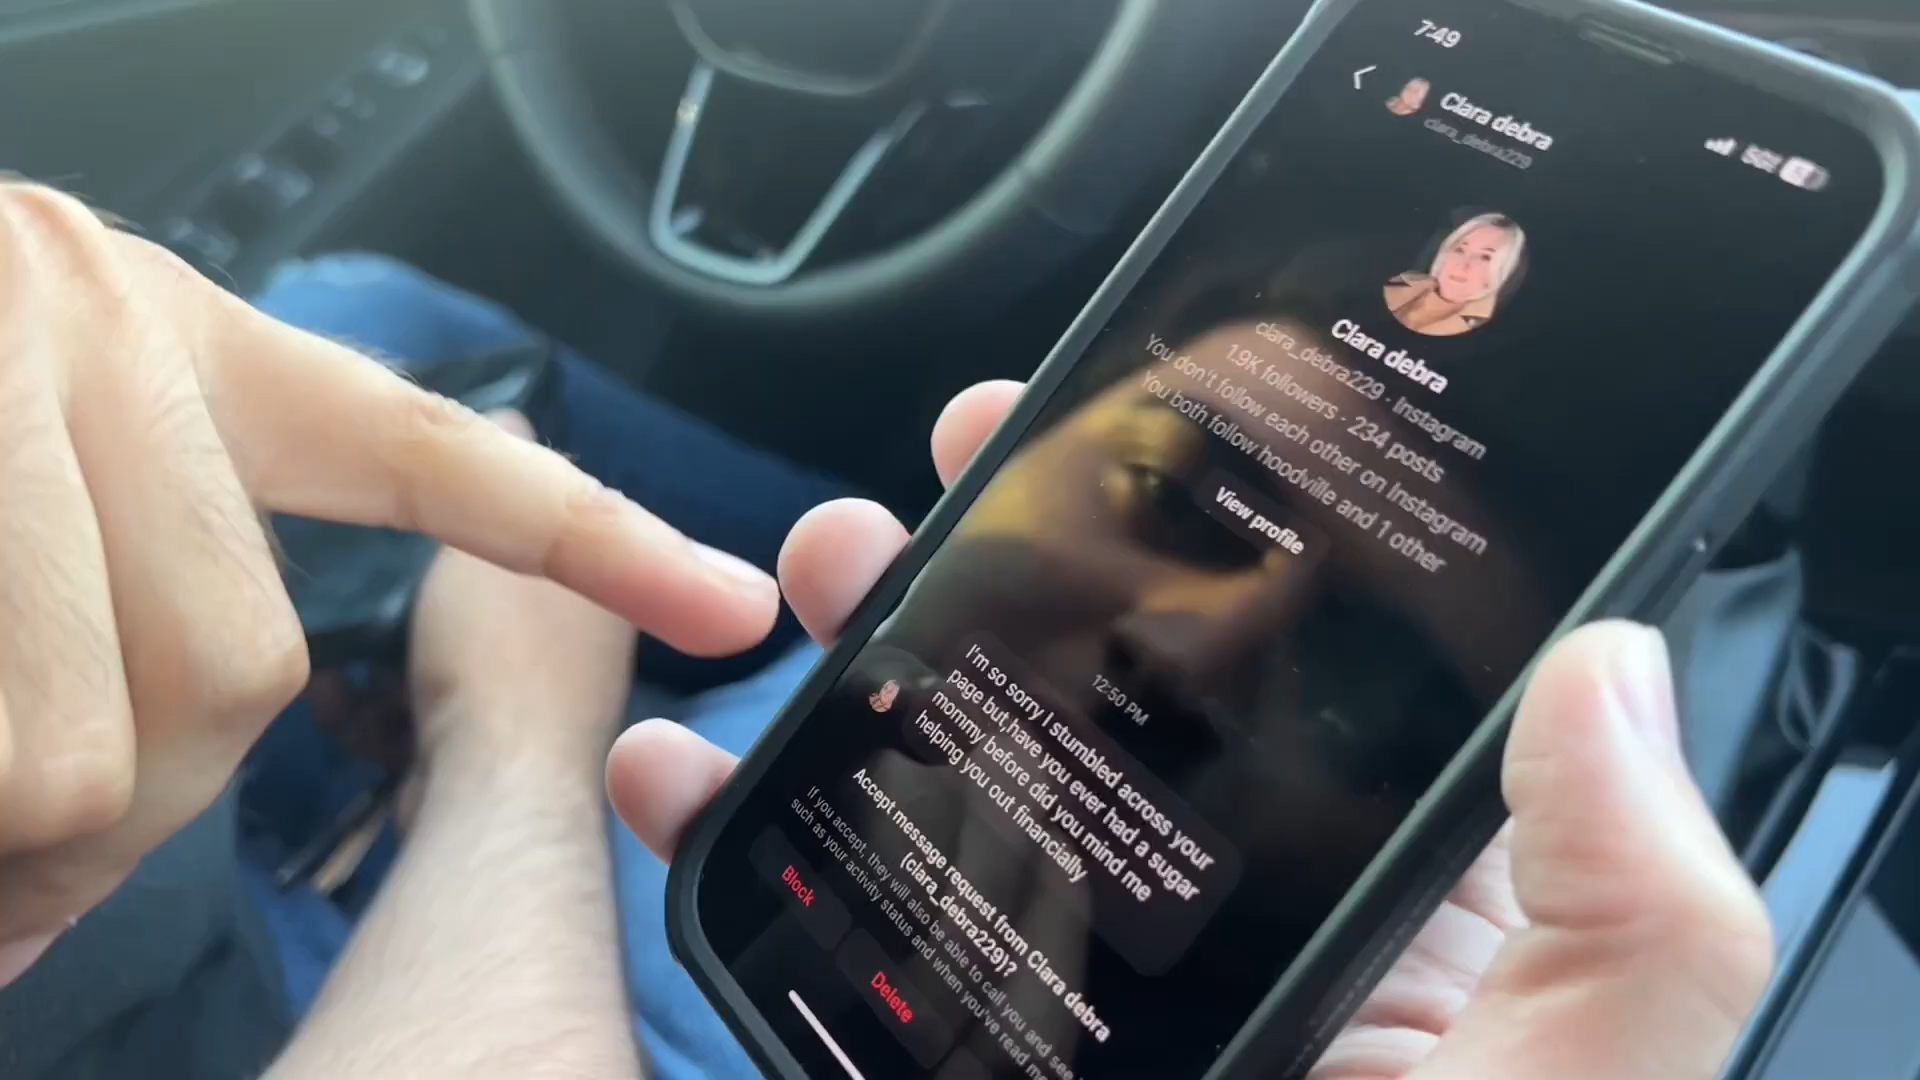 7:49
Clara debra
clara_debra229
5G
Clara debra
clara_debra229 · Instagram
1.9K followers · 234 posts
You don't follow each other on Instagram
You both follow hoodville and 1 other
View profile
12:50 PM
I'm so sorry I stumbled across your
page but,have you ever had a sugar
mommy before did you mind me
helping you out financially
Accept message request from Clara debra
(clara_debra229)?
If you accept, they will also be able to call you and see
such as your activity status and when you've read me
Block
Delete